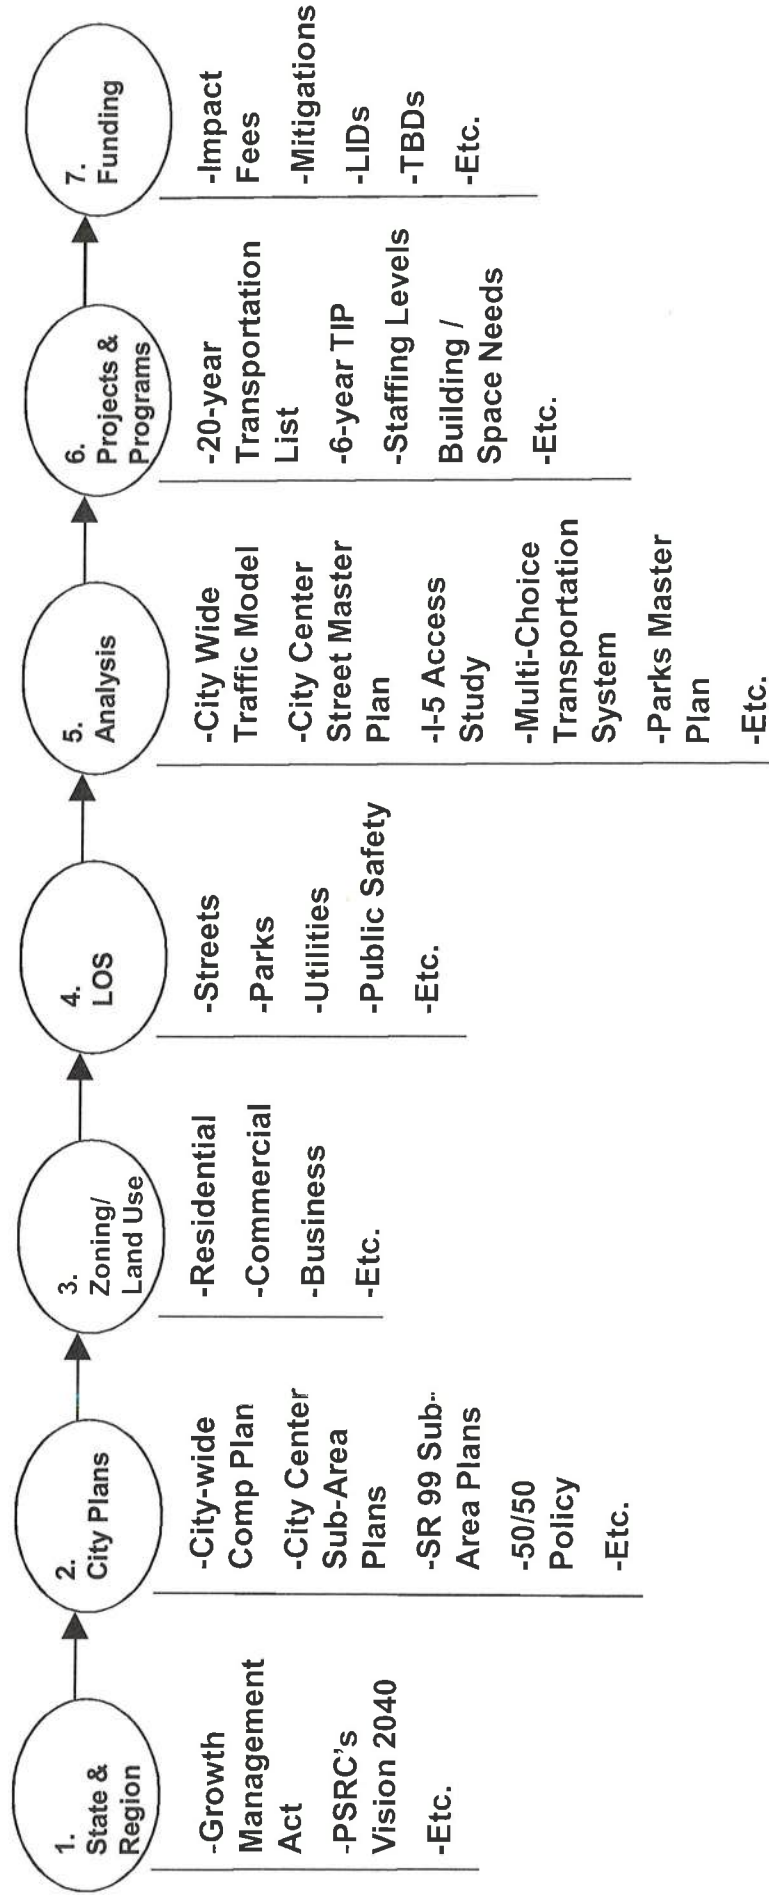 1.
State &
Region
-Growth
Management
Act
-PSRC's
Vision 2040
-Etc.
2.
City Plans
-City-wide
Comp Plan
-City Center
Sub-Area
Plans
-SR 99 Sub-
Area Plans
-50/50
Policy
-Etc.
3.
Zoning/
Land Use
-Residential
-Commercial
-Business
-Etc.
4.
LOS
-Streets
-Parks
-Utilities
-Public Safety
-Etc.
5.
Analysis
-City Wide
Traffic Model
-City Center
Street Master
Plan
-I-5 Access
Study
-Multi-Choice
Transportation
System
-Parks Master
Plan
-Etc.
6.
Projects &
Programs
-20-year
Transportation
List
-6-year TIP
-Staffing Levels
Building /
Space Needs
-Etc.
7.
Funding
-Impact
Fees
-Mitigations
-LIDs
-TBDs
-Etc.